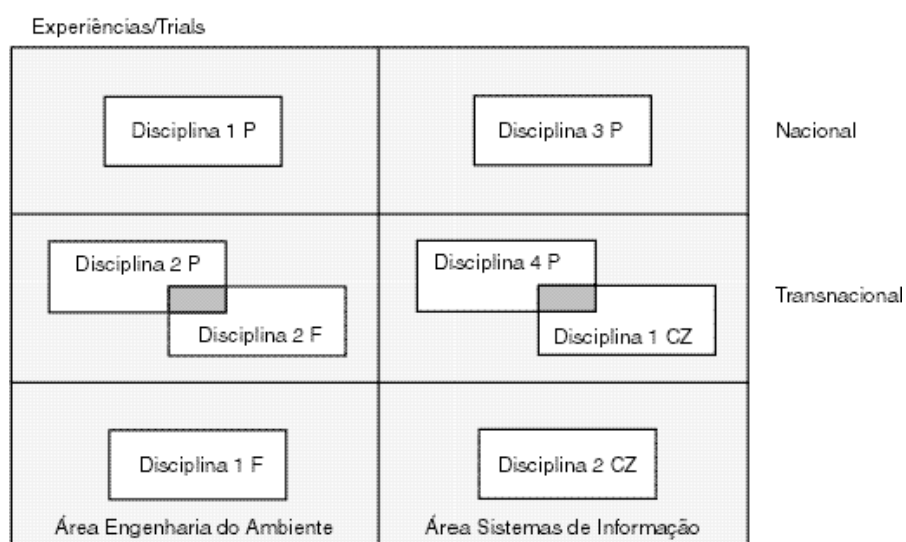 Experiências/Trials
Disciplina 1 P
Disciplina 3 P
Nacional
Disciplina 2 P
Disciplina 4 P
Transnacional
Disciplina 2 F
Disciplina 1 CZ
Disciplina 1 F
Disciplina 2 CZ
Área Engenharia do Ambiente
Área Sistemas de Informação